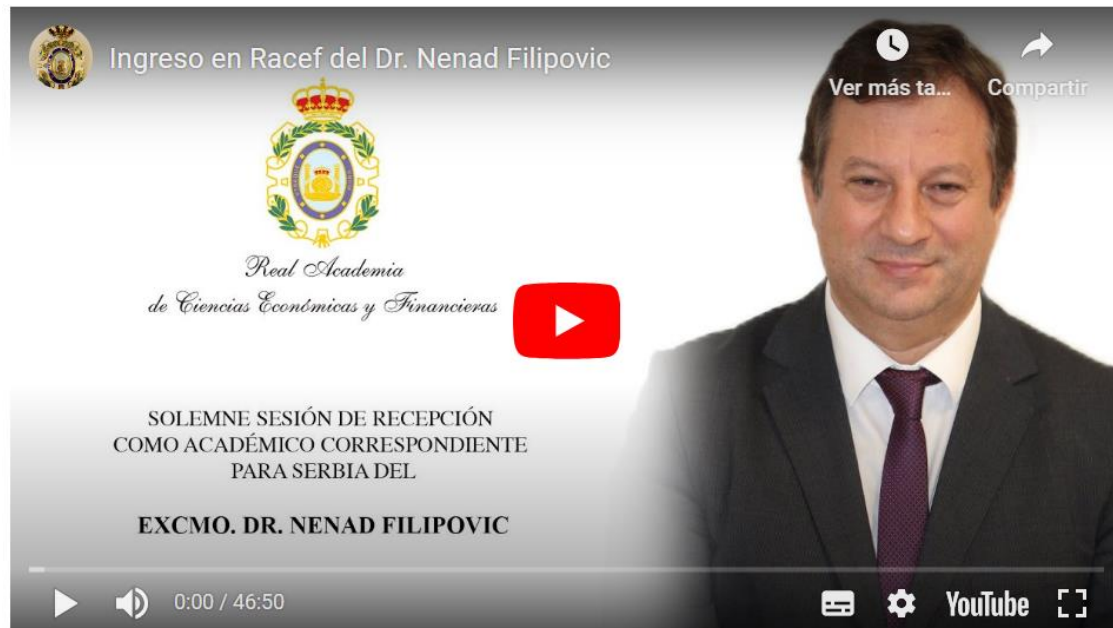 Ingreso en Racef del Dr. Nenad Filipovic
Ver más ta...
Compartir
Real Academia
de Ciencias Económicas y Financieras
SOLEMNE SESIÓN DE RECEPCIÓN
COMO ACADÉMICO CORRESPONDIENTE
PARA SERBIA DEL
EXCMO. DR. NENAD FILIPOVIC
0:00 / 46:50
YouTube